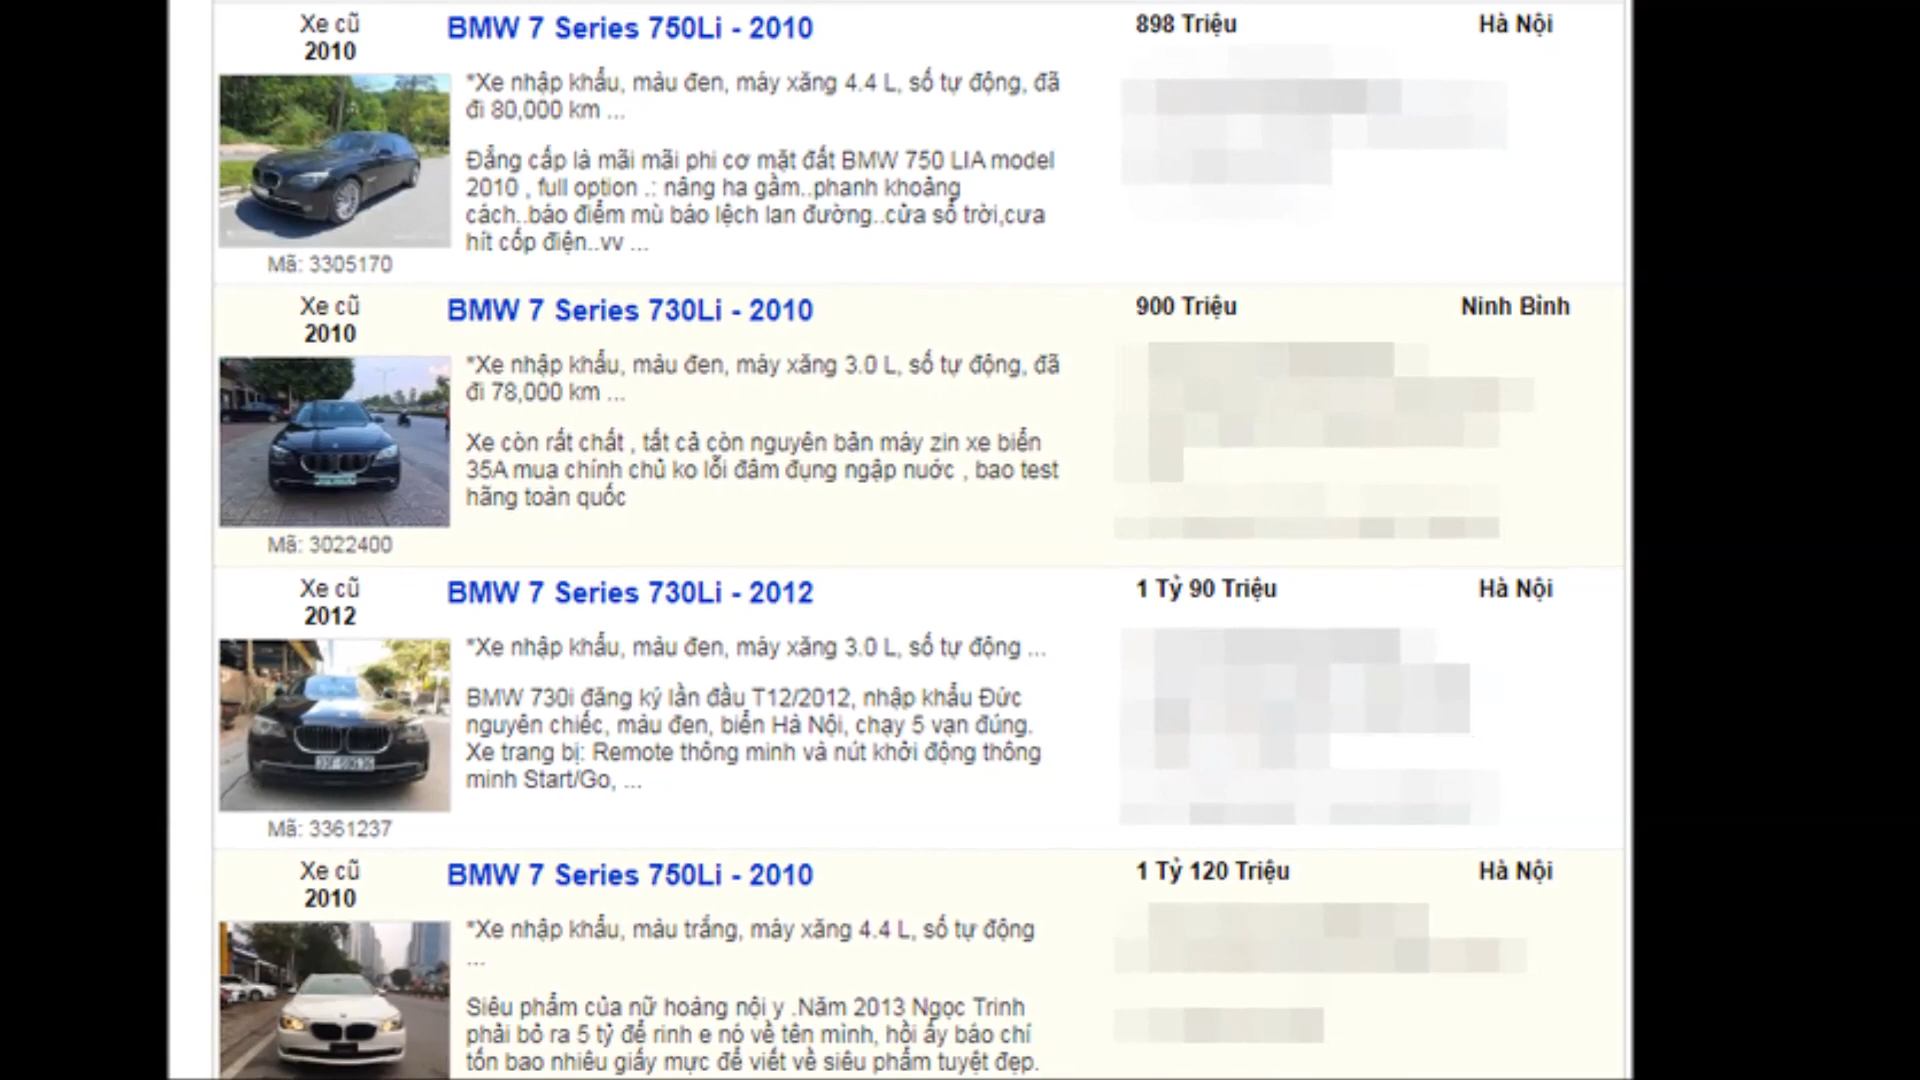 Xe cũ
2010
BMW 7 Series 750Li - 2010
898 Triệu
Hà Nội
*Xe nhập khẩu, màu đen, máy xăng 4.4 L, số tự động, đã
đi 80,000 km ...
Đẳng cấp là mãi mãi phi cơ mặt đất BMW 750 LIA model
2010 , full option .: nâng hạ gầm..phanh khoảng
cách..báo điểm mù báo lệch lan đường..cửa sổ trời,cưa
hít cốp điện..vv ...
Mã: 3305170
Xe cũ
2010
BMW 7 Series 730Li - 2010
900 Triệu
Ninh Bình
*Xe nhập khẩu, màu đen, máy xăng 3.0 L, số tự động, đã
đi 78,000 km ...
Xe còn rất chất , tất cả còn nguyên bản máy zin xe biển
35A mua chính chủ ko lỗi đâm đụng ngập nước , bao test
hãng toàn quốc
Mã: 3022400
Xe cũ
2012
BMW 7 Series 730Li - 2012
1 Tỷ 90 Triệu
Hà Nội
*Xe nhập khẩu, màu đen, máy xăng 3.0 L, số tự động ...
BMW 730i đăng ký lần đầu T12/2012, nhập khẩu Đức
nguyên chiếc, màu đen, biển Hà Nội, chạy 5 vạn đúng.
Xe trang bị: Remote thông minh và nút khởi động thông
minh Start/Go, ...
Mã: 3361237
Xe cũ
2010
BMW 7 Series 750Li - 2010
1 Tỷ 120 Triệu
Hà Nội
*Xe nhập khẩu, màu trắng, máy xăng 4.4 L, số tự động
...
Siêu phẩm của nữ hoàng nội y .Năm 2013 Ngọc Trinh
phải bỏ ra 5 tỷ để rinh e nó về tên mình, hồi ấy báo chí
tốn bao nhiêu giấy mực để viết về siêu phẩm tuyệt đẹp.